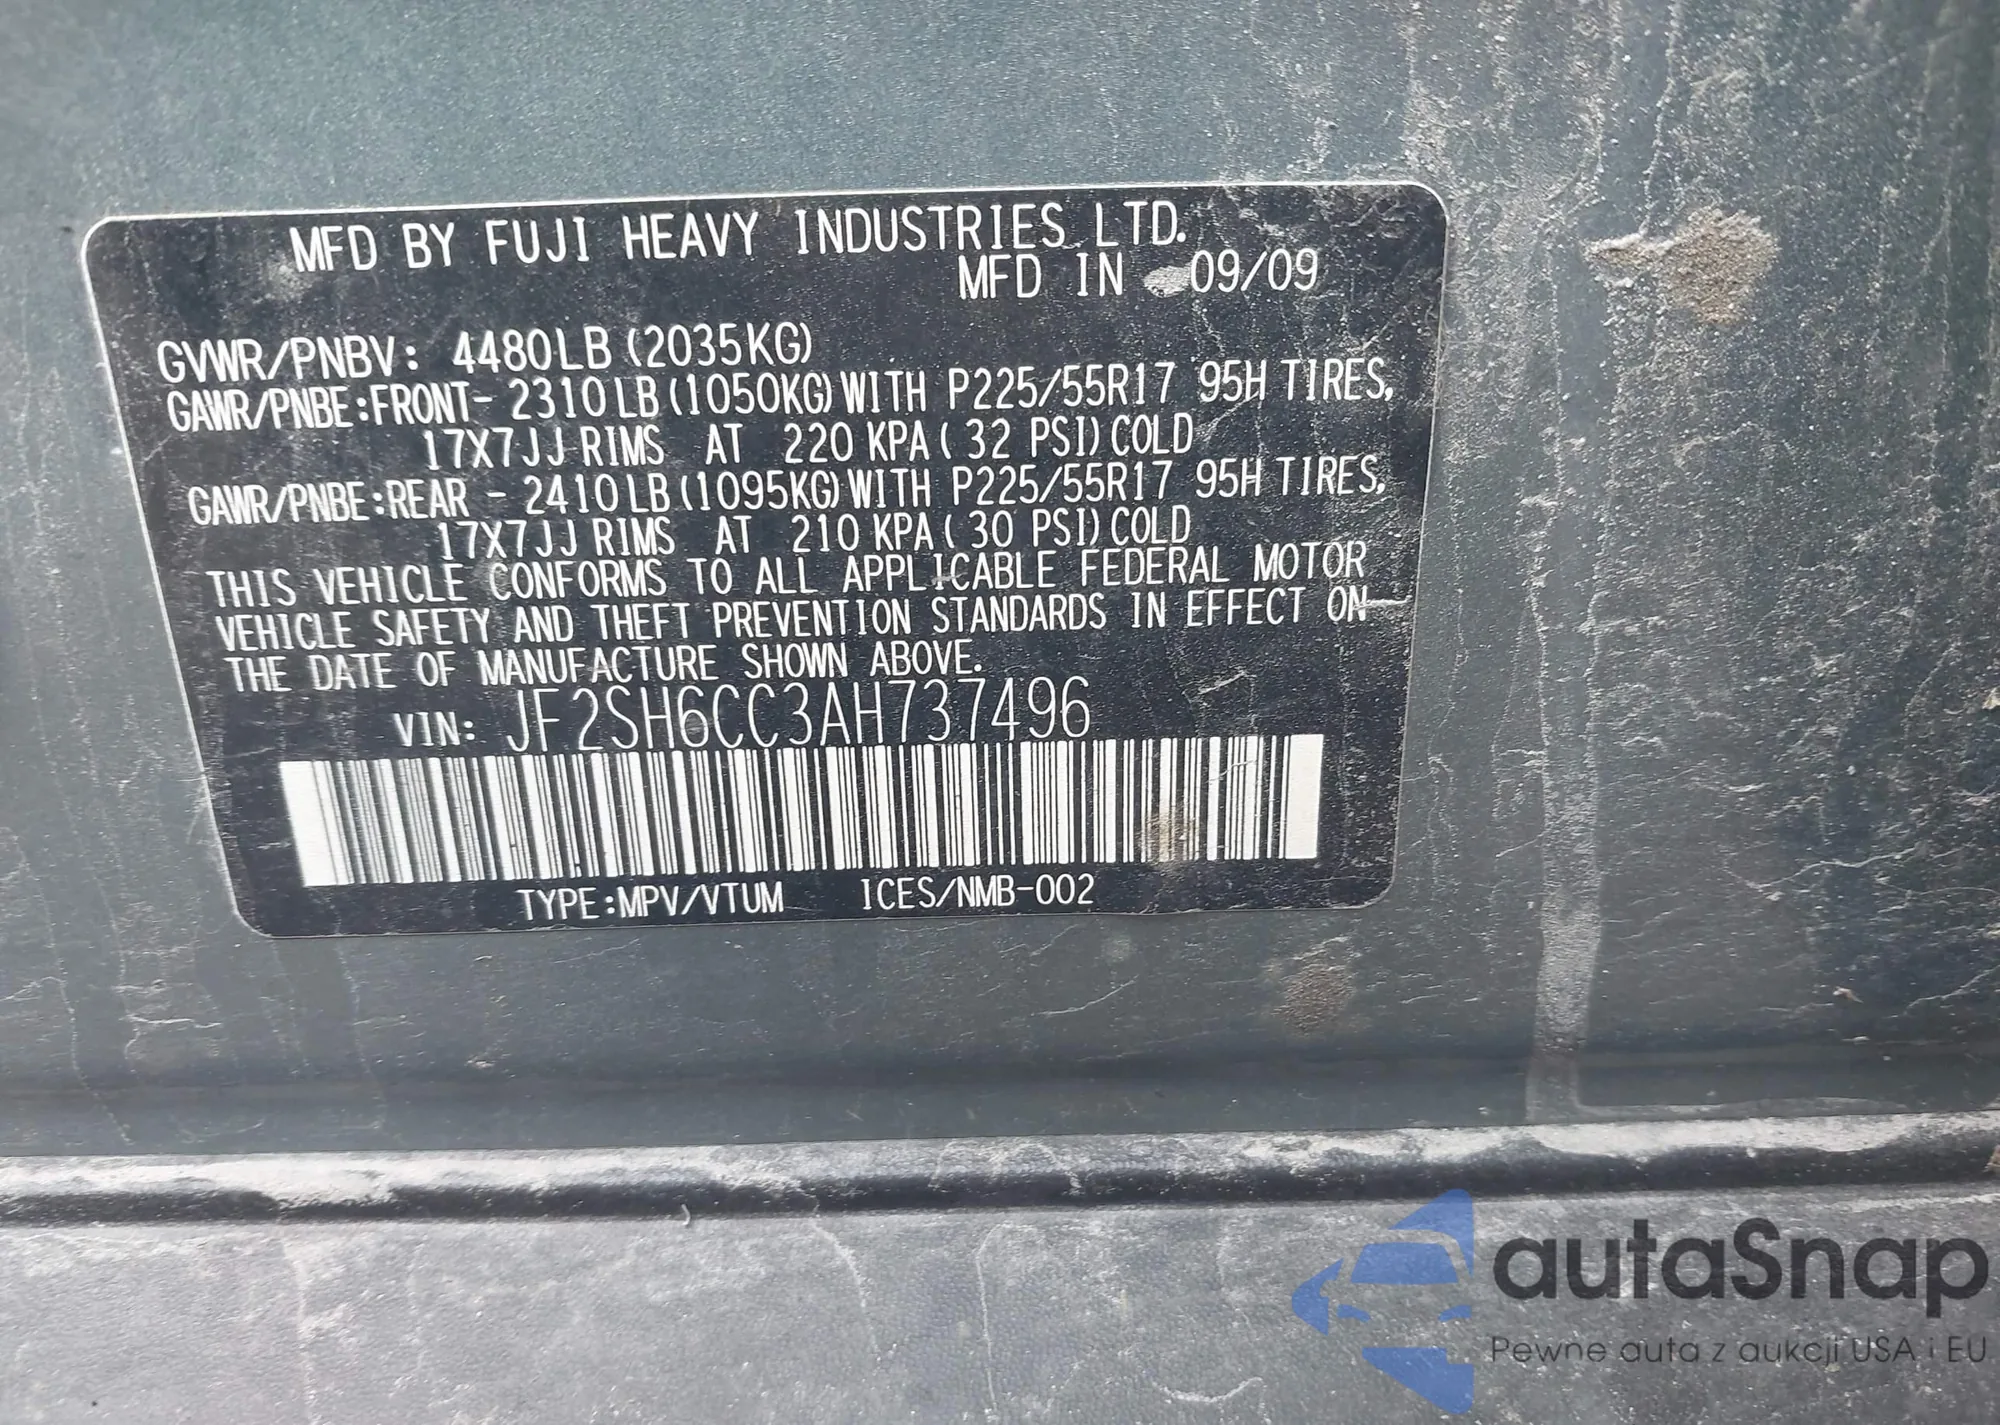 MFD BY FUJI HEAVY INDUSTRIES LTD.
MFD IN 09/09
GVWR/PNBV: 4480LB (2035KG)
GAWR/PNBE:FRONT- 2310LB (1050KG) WITH P225/55R17 95H TIRES,
17X7JJ RIMS AT 220 KPA ( 32 PSI) COLD
GAWR/PNBE:REAR - 2410LB (1095KG) WITH P225/55R17 95H TIRES,
17X7JJ RIMS AT 210 KPA ( 30 PSI) COLD
THIS VEHICLE CONFORMS TO ALL APPLICABLE FEDERAL MOTOR
VEHICLE SAFETY AND THEFT PREVENTION STANDARDS IN EFFECT ON
THE DATE OF MANUFACTURE SHOWN ABOVE.
VIN: JF2SH6CC3AH737496
TYPE:MPV/VTUM ICES/NMB-002
autaSnap
Pewne auta z aukcji USA i EU